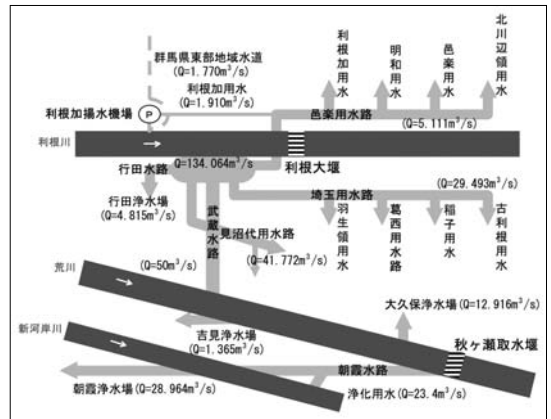 群馬県東部地域水道
(Q=1.770m³/s)
利根加用水
(Q=1.910m³/s)
利根加揚水機場
P
利根加用水
明和用水
邑楽用水
北川辺領用水
邑楽用水路
(Q=5.111m³/s)
利根川
→
利根大堰
行田水路
Q=134.064m³/s
行田浄水場
(Q=4.815m³/s)
武蔵水路
見沼代用水路
(Q=41.772m³/s)
埼玉用水路
(Q=29.493m³/s)
羽生領用水
葛西用水路
稲子用水
古利根用水
(Q=50m³/s)
荒川
→
大久保浄水場(Q=12.916m³/s)
新河岸川
→
吉見浄水場
(Q=1.365m³/s)
秋ヶ瀬取水堰
朝霞水路
朝霞浄水場(Q=28.964m³/s)
浄化用水(Q=23.4m³/s)